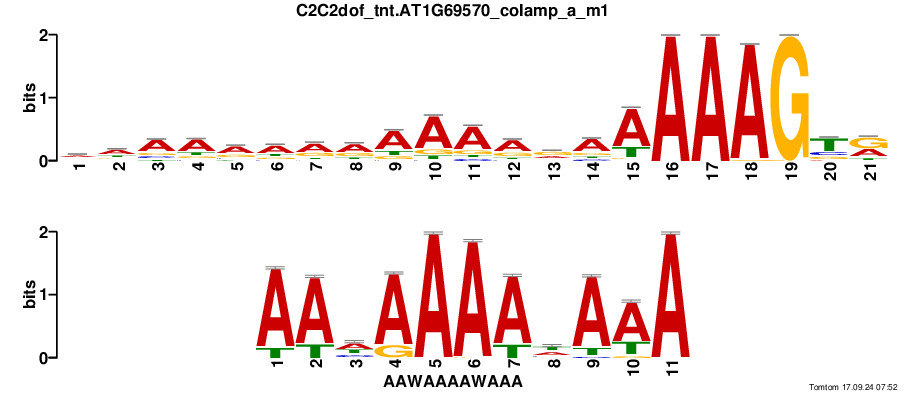 C2C2dof_tnt.AT1G69570_colamp_a_m1
2
1
0
bits
1 2 3 4 5 6 7 8 9 10 11 12 13 14 15 16 17 18 19 20 21
AAAG
2
1
0
bits
1 2 3 4 5 6 7 8 9 10 11
AAWAAAAWAAA
Tomtom 17.09.24 07:52